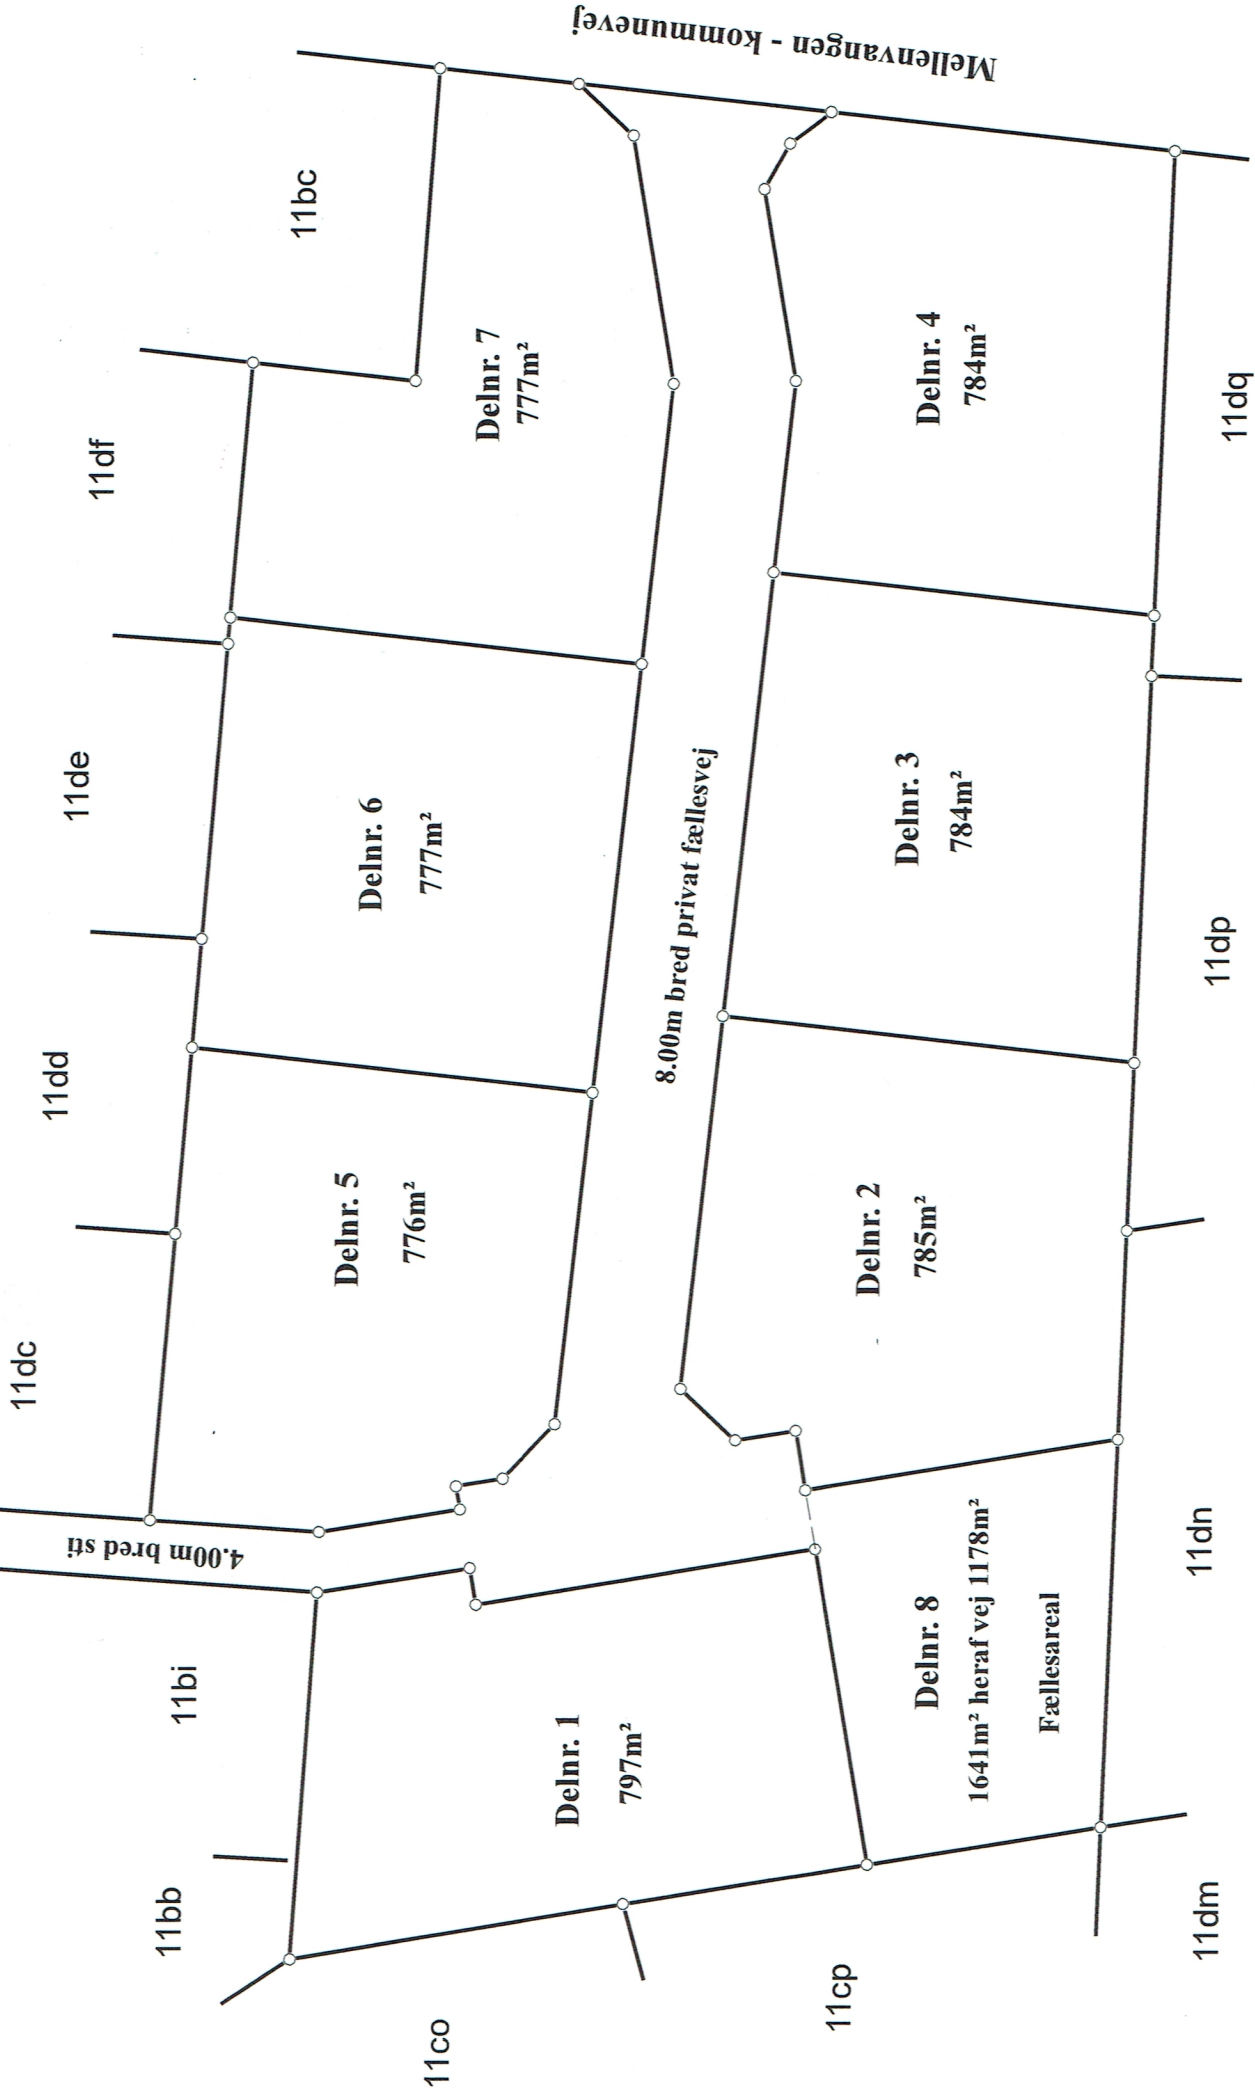 11co
11bb
11bi
11dc
11dd
11de
11df
11bc
4.00m bred sti
Mellenvangen - kommunevej
Delnr. 1
797m²
Delnr. 5
776m²
Delnr. 6
777m²
Delnr. 7
777m²
8.00m bred privat fællesvej
11cp
Delnr. 8
1641m² heraf vej 1178m²
Fællesareal
Delnr. 2
785m²
Delnr. 3
784m²
Delnr. 4
784m²
11dm
11dn
11dp
11dq